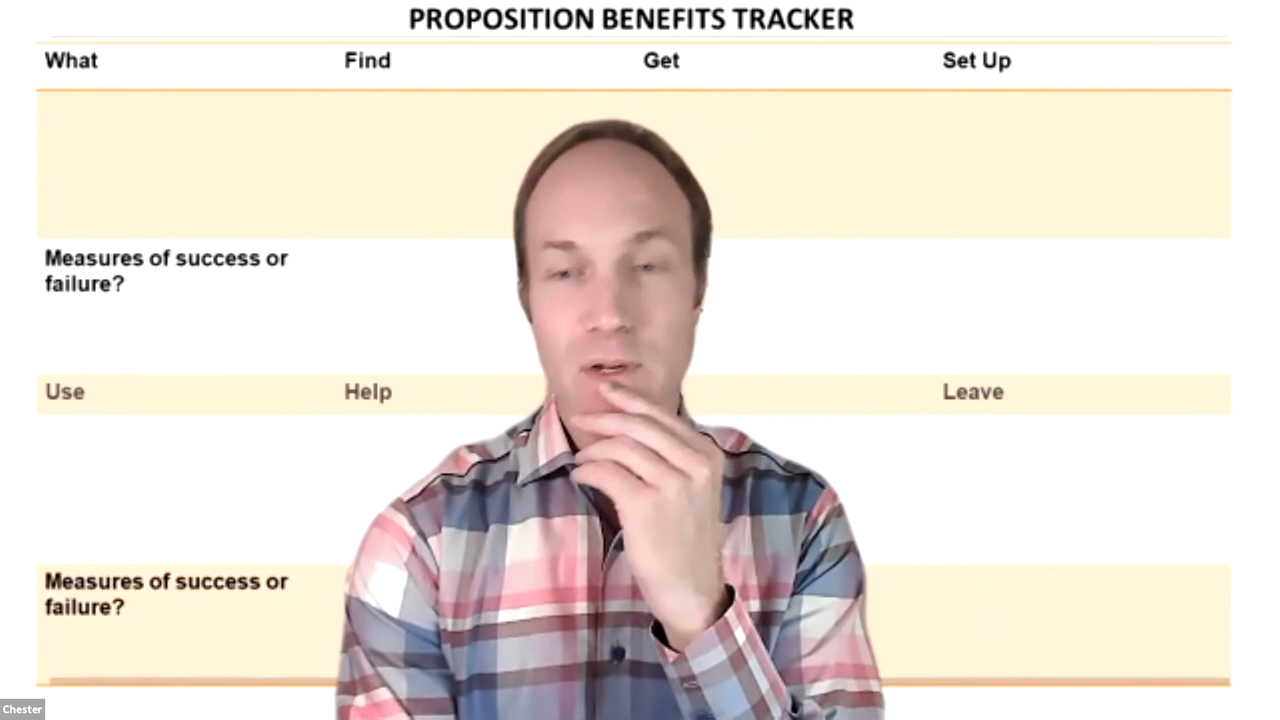 PROPOSITION BENEFITS TRACKER
What Find Get Set Up
Measures of success or
failure?
Use Help Leave
Measures of success or
failure?
Chester